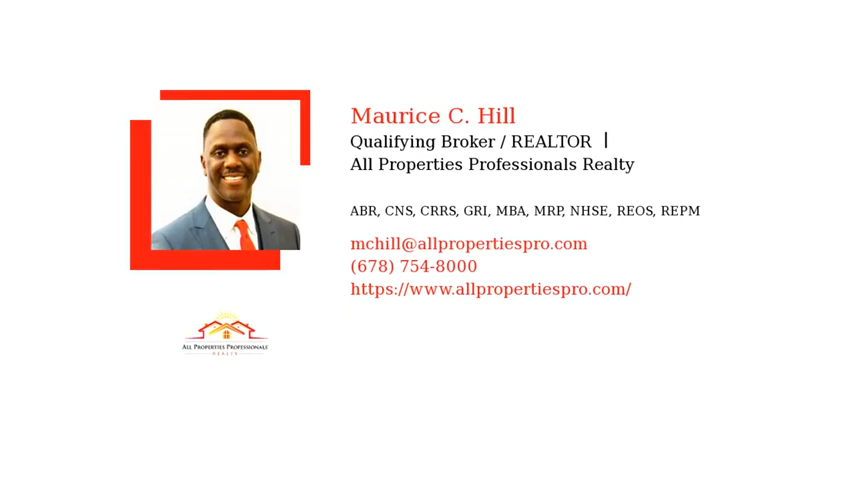 Maurice C. Hill
Qualifying Broker / REALTOR |
All Properties Professionals Realty
ABR, CNS, CRRS, GRI, MBA, MRP, NHSE, REOS, REPM
mchill@allpropertiespro.com
(678) 754-8000
https://www.allpropertiespro.com/
All Properties Professionals
REALTY